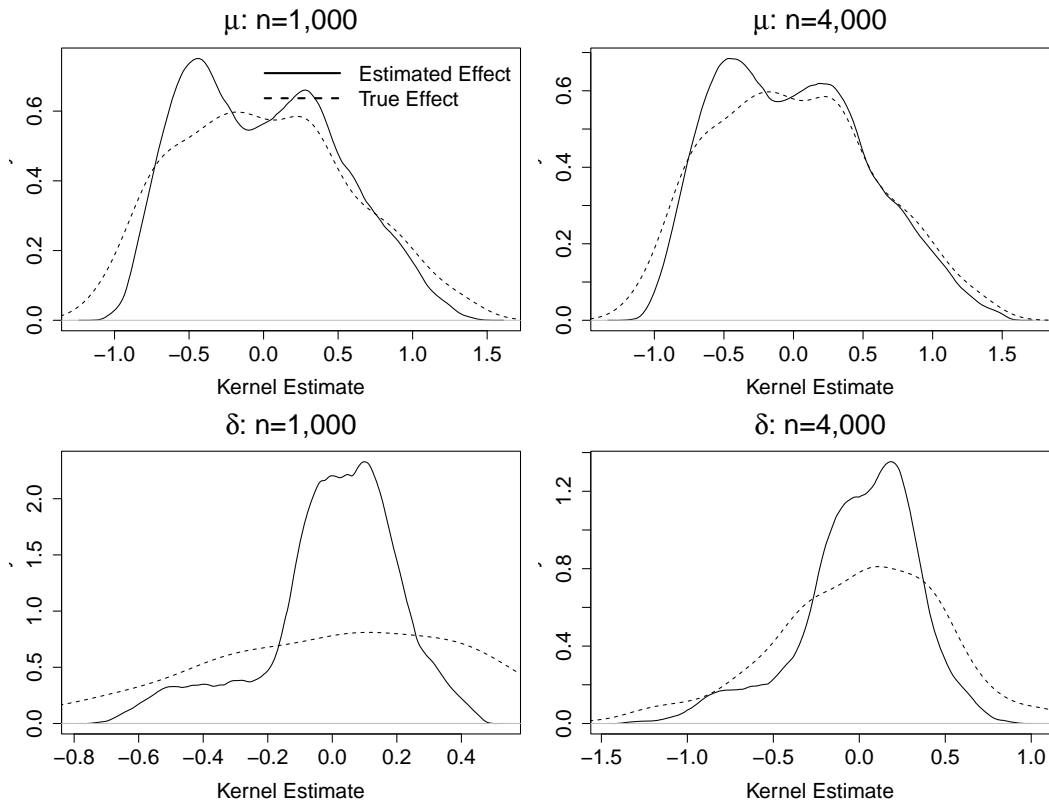 μ: n=1,000
Estimated Effect
True Effect
0.0 0.2 0.4 0.6
−1.0 −0.5 0.0 0.5 1.0 1.5
Kernel Estimate
μ: n=4,000
0.0 0.2 0.4 0.6
−1.0 −0.5 0.0 0.5 1.0 1.5
Kernel Estimate
δ: n=1,000
0.0 0.5 1.0 1.5 2.0
−0.8 −0.6 −0.4 −0.2 0.0 0.2 0.4
Kernel Estimate
δ: n=4,000
0.0 0.4 0.8 1.2
−1.5 −1.0 −0.5 0.0 0.5 1.0
Kernel Estimate